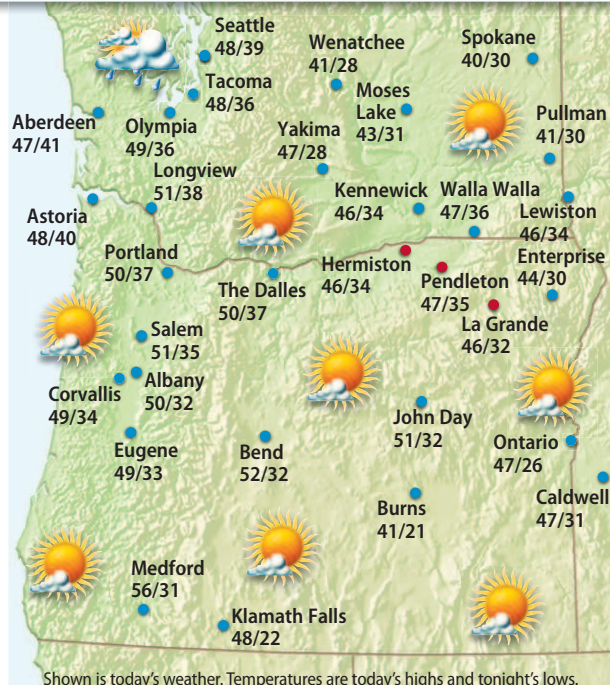 Seattle
48/39
Wenatchee
41/28
Spokane
40/30
Tacoma
48/36
Moses
Lake
43/31
Aberdeen
47/41
Olympia
49/36
Yakima
47/28
Pullman
41/30
Longview
51/38
Kennewick
46/34
Walla Walla
47/36
Lewiston
46/34
Astoria
48/40
Portland
50/37
The Dalles
50/37
Hermiston
46/34
Pendleton
47/35
Enterprise
44/30
La Grande
46/32
Salem
51/35
Corvallis
49/34
Albany
50/32
John Day
51/32
Ontario
47/26
Eugene
49/33
Bend
52/32
Caldwell
47/31
Burns
41/21
Medford
56/31
Klamath Falls
48/22
Shown is today's weather. Temperatures are today's highs and tonight's lows.